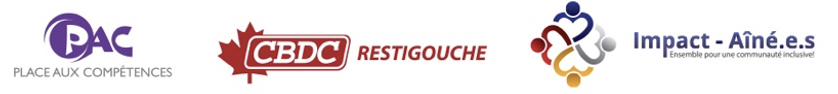 PAC
PLACE AUX COMPÉTENCES
CBDC RESTIGOUCHE
Impact - Aîné.e.s
Ensemble pour une communauté inclusive!